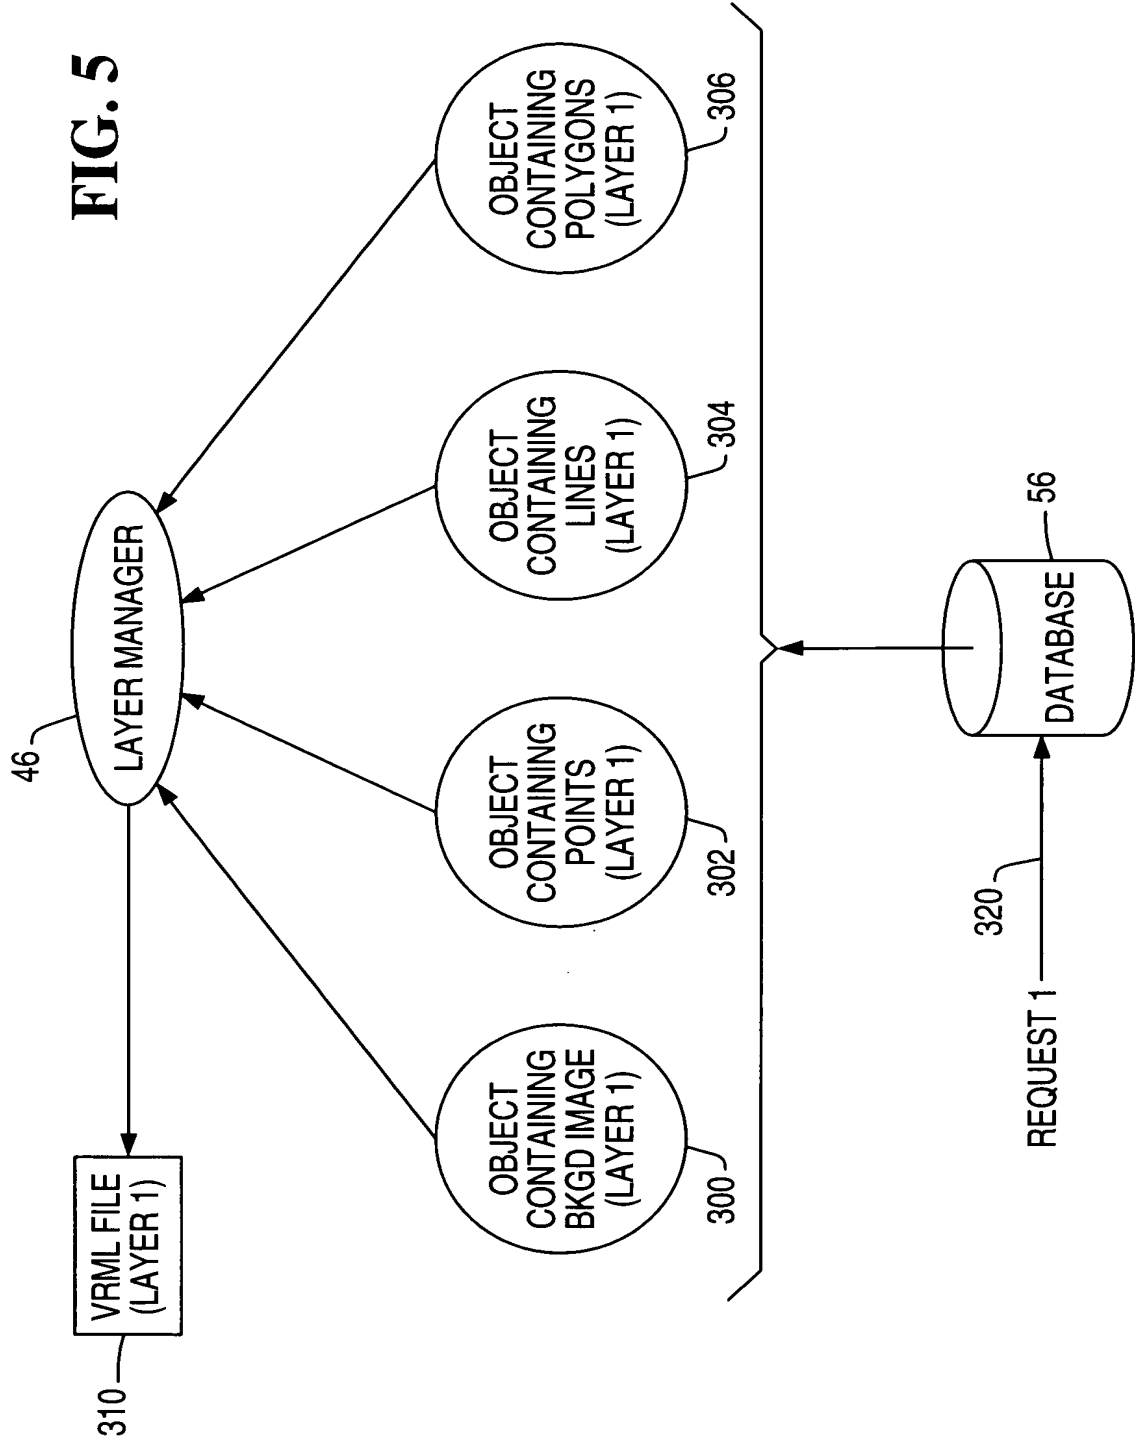 FIG. 5
46
LAYER MANAGER
VRML FILE
(LAYER 1)
310
OBJECT
CONTAINING
BKGD IMAGE
(LAYER 1)
300
OBJECT
CONTAINING
POINTS
(LAYER 1)
302
OBJECT
CONTAINING
LINES
(LAYER 1)
304
OBJECT
CONTAINING
POLYGONS
(LAYER 1)
306
REQUEST 1
320
DATABASE
56